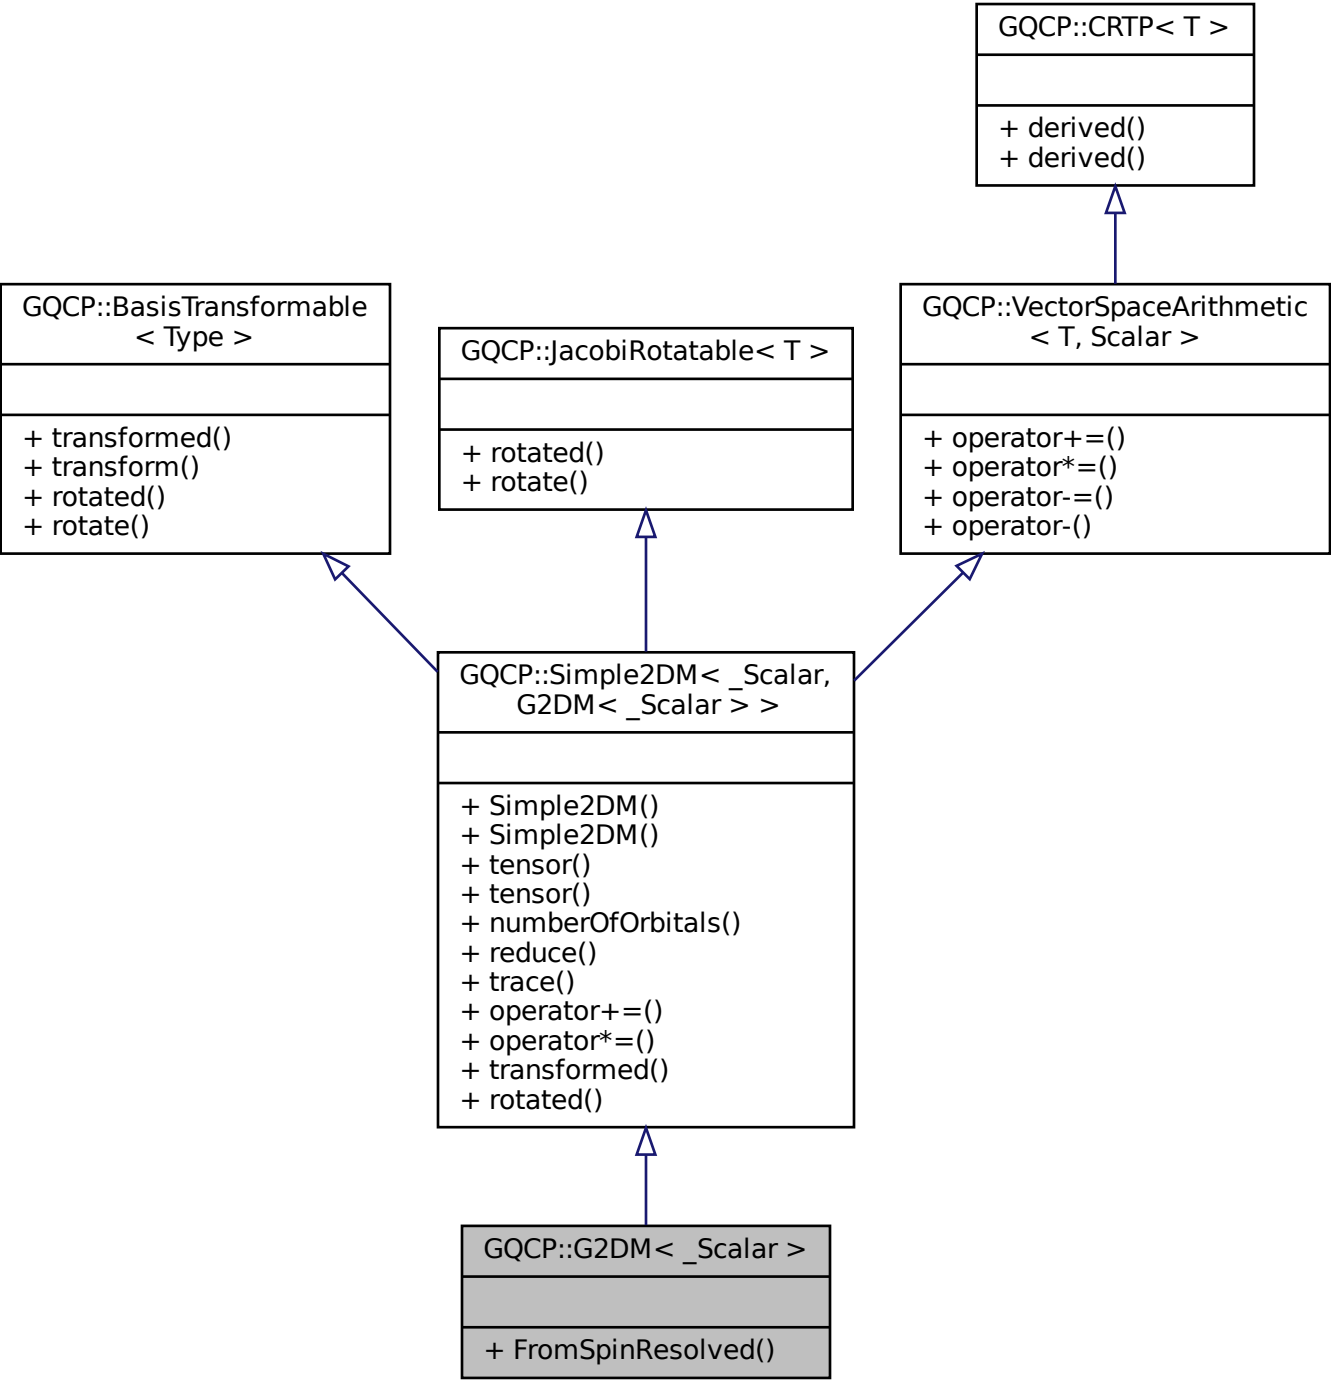 GQCP::CRTP< T >
+ derived()
+ derived()
GQCP::BasisTransformable
< Type >
+ transformed()
+ transform()
+ rotated()
+ rotate()
GQCP::JacobiRotatable< T >
+ rotated()
+ rotate()
GQCP::VectorSpaceArithmetic
< T, Scalar >
+ operator+=()
+ operator*=()
+ operator-=()
+ operator-()
GQCP::Simple2DM< _Scalar,
G2DM< _Scalar > >
+ Simple2DM()
+ Simple2DM()
+ tensor()
+ tensor()
+ numberOfOrbitals()
+ reduce()
+ trace()
+ operator+=()
+ operator*=()
+ transformed()
+ rotated()
GQCP::G2DM< _Scalar >
+ FromSpinResolved()